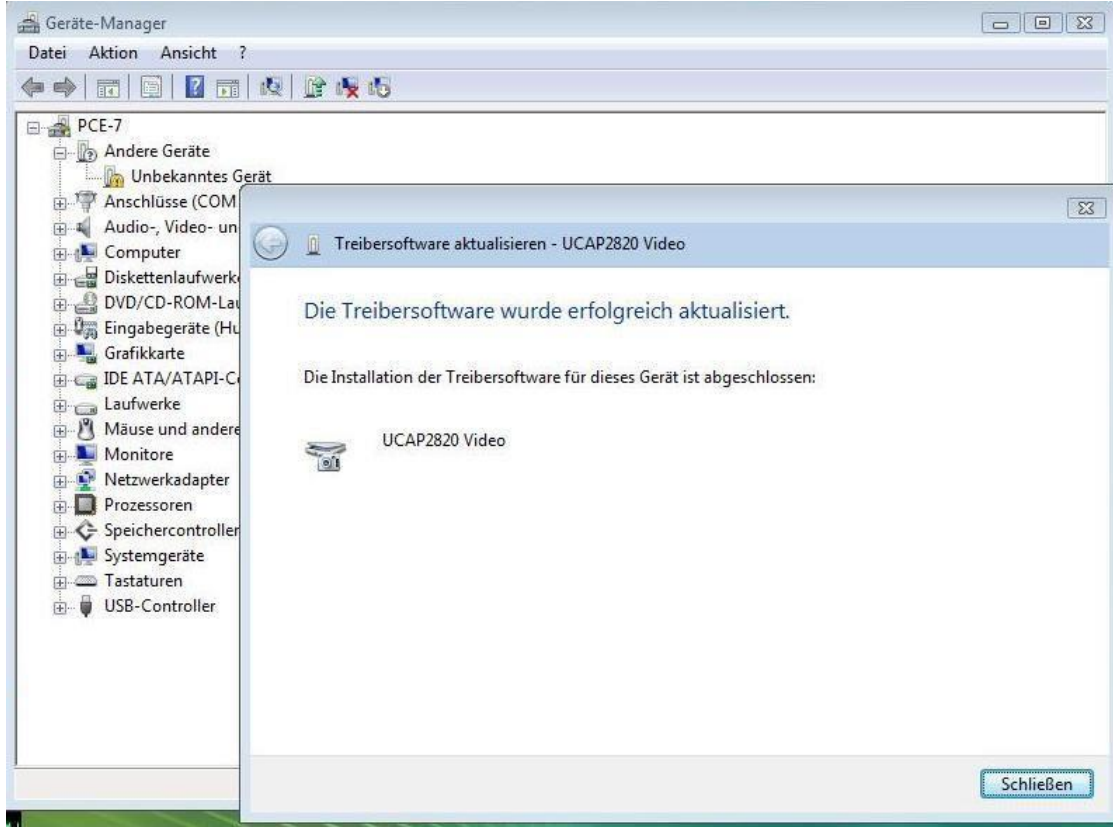 Geräte-Manager
Datei Aktion Ansicht ?
PCE-7
Andere Geräte
Unbekanntes Gerät
Anschlüsse (COM
Audio-, Video- un
Computer
Diskettenlaufwerk
DVD/CD-ROM-Lau
Eingabegeräte (Hu
Grafikkarte
IDE ATA/ATAPI-C
Laufwerke
Mäuse und andere
Monitore
Netzwerkadapter
Prozessoren
Speichercontroller
Systemgeräte
Tastaturen
USB-Controller
Treibersoftware aktualisieren - UCAP2820 Video
Die Treibersoftware wurde erfolgreich aktualisiert.
Die Installation der Treibersoftware für dieses Gerät ist abgeschlossen:
UCAP2820 Video
Schließen